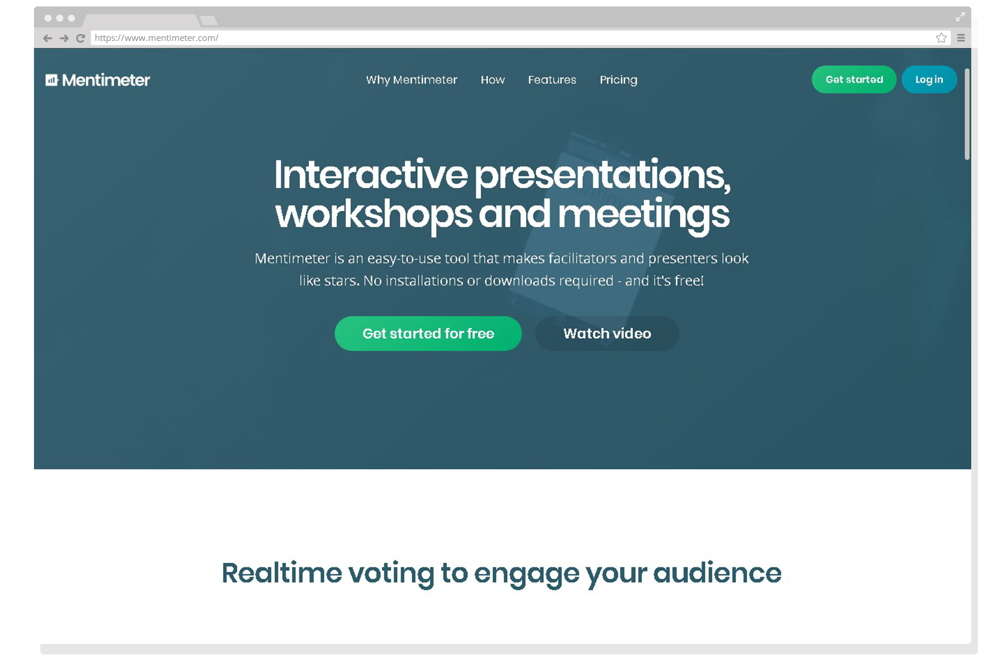 https://www.mentimeter.com/
Mentimeter
Why Mentimeter How Features Pricing
Get started Log in
Interactive presentations,
workshops and meetings
Mentimeter is an easy-to-use tool that makes facilitators and presenters look
like stars. No installations or downloads required - and it's free!
Get started for free Watch video
Realtime voting to engage your audience